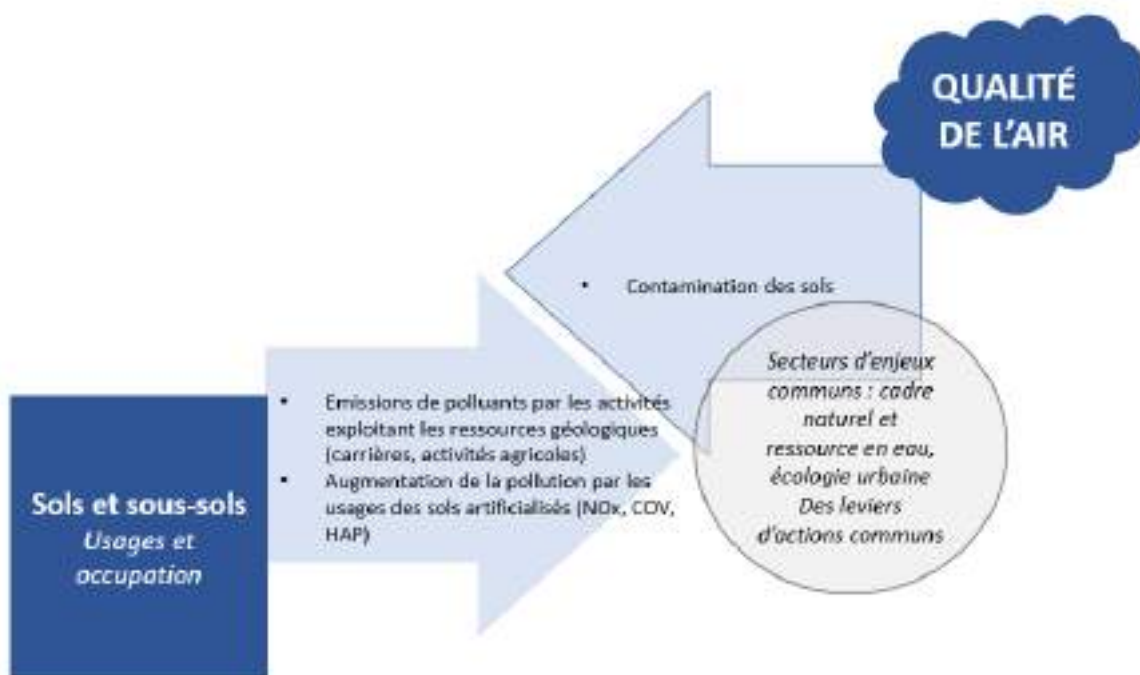 QUALITÉ
DE L'AIR
• Contamination des sols
Secteurs d'enjeux
communs : cadre
naturel et
ressource en eau,
écologie urbaine
Des leviers
d'actions communs
• Emissions de polluants par les activités
exploitant les ressources géologiques
(carrières, activités agricoles)
• Augmentation de la pollution par les
usages des sols artificialisés (NOx, COV,
HAP)
Sols et sous-sols
Usages et
occupation